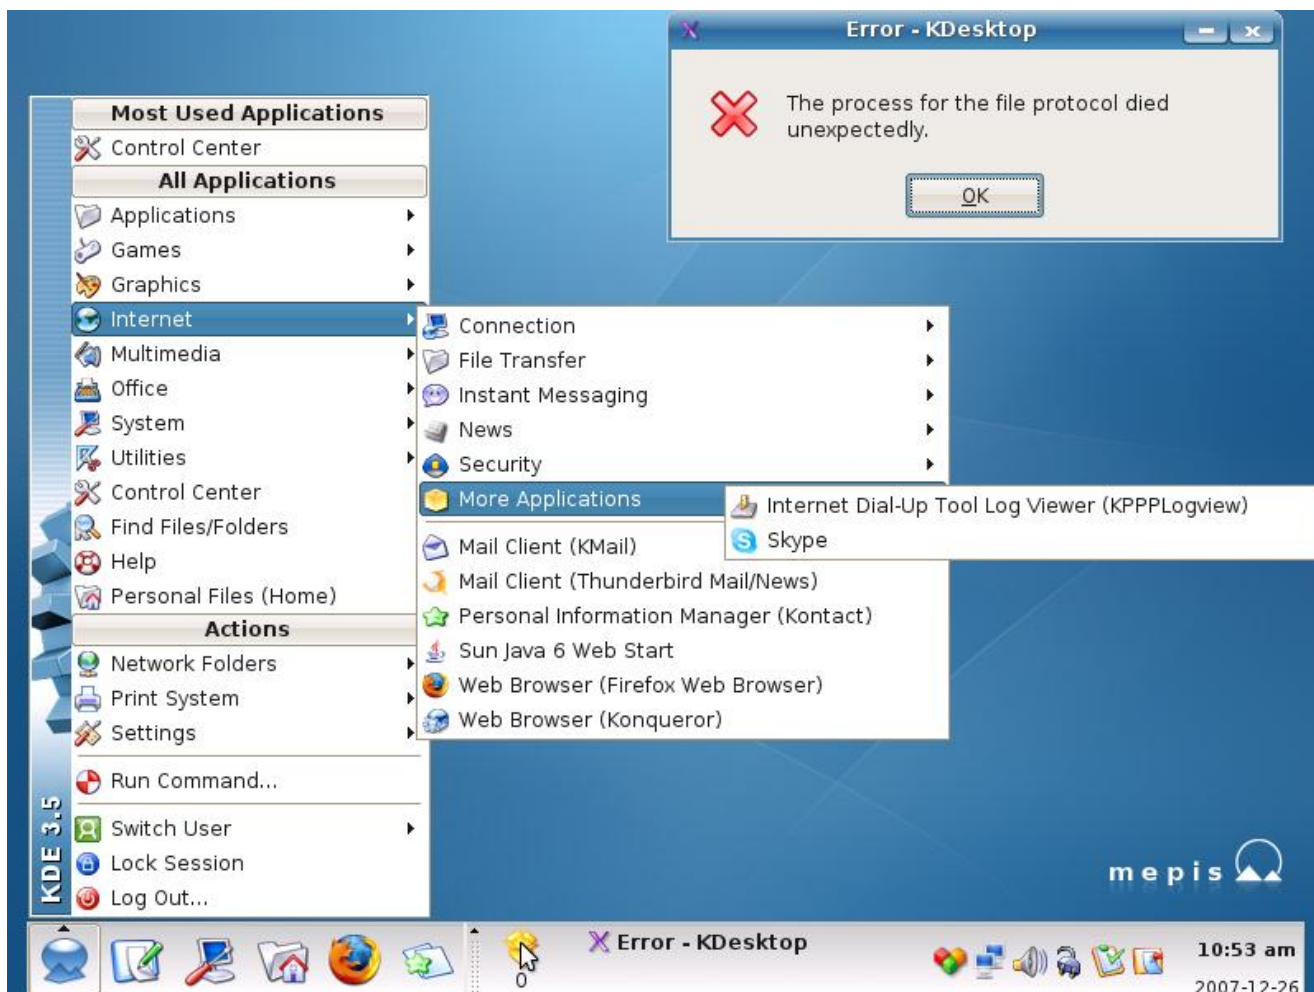 Error - KDesktop
The process for the file protocol died
unexpectedly.
OK
Most Used Applications
Control Center
All Applications
Applications
Games
Graphics
Internet
Multimedia
Office
System
Utilities
Control Center
Find Files/Folders
Help
Personal Files (Home)
Actions
Network Folders
Print System
Settings
Run Command...
Switch User
Lock Session
Log Out...
KDE 3.5
Connection
File Transfer
Instant Messaging
News
Security
More Applications
Mail Client (KMail)
Mail Client (Thunderbird Mail/News)
Personal Information Manager (Kontact)
Sun Java 6 Web Start
Web Browser (Firefox Web Browser)
Web Browser (Konqueror)
Internet Dial-Up Tool Log Viewer (KPPPLogview)
Skype
mepis
0
Error - KDesktop
10:53 am
2007-12-26